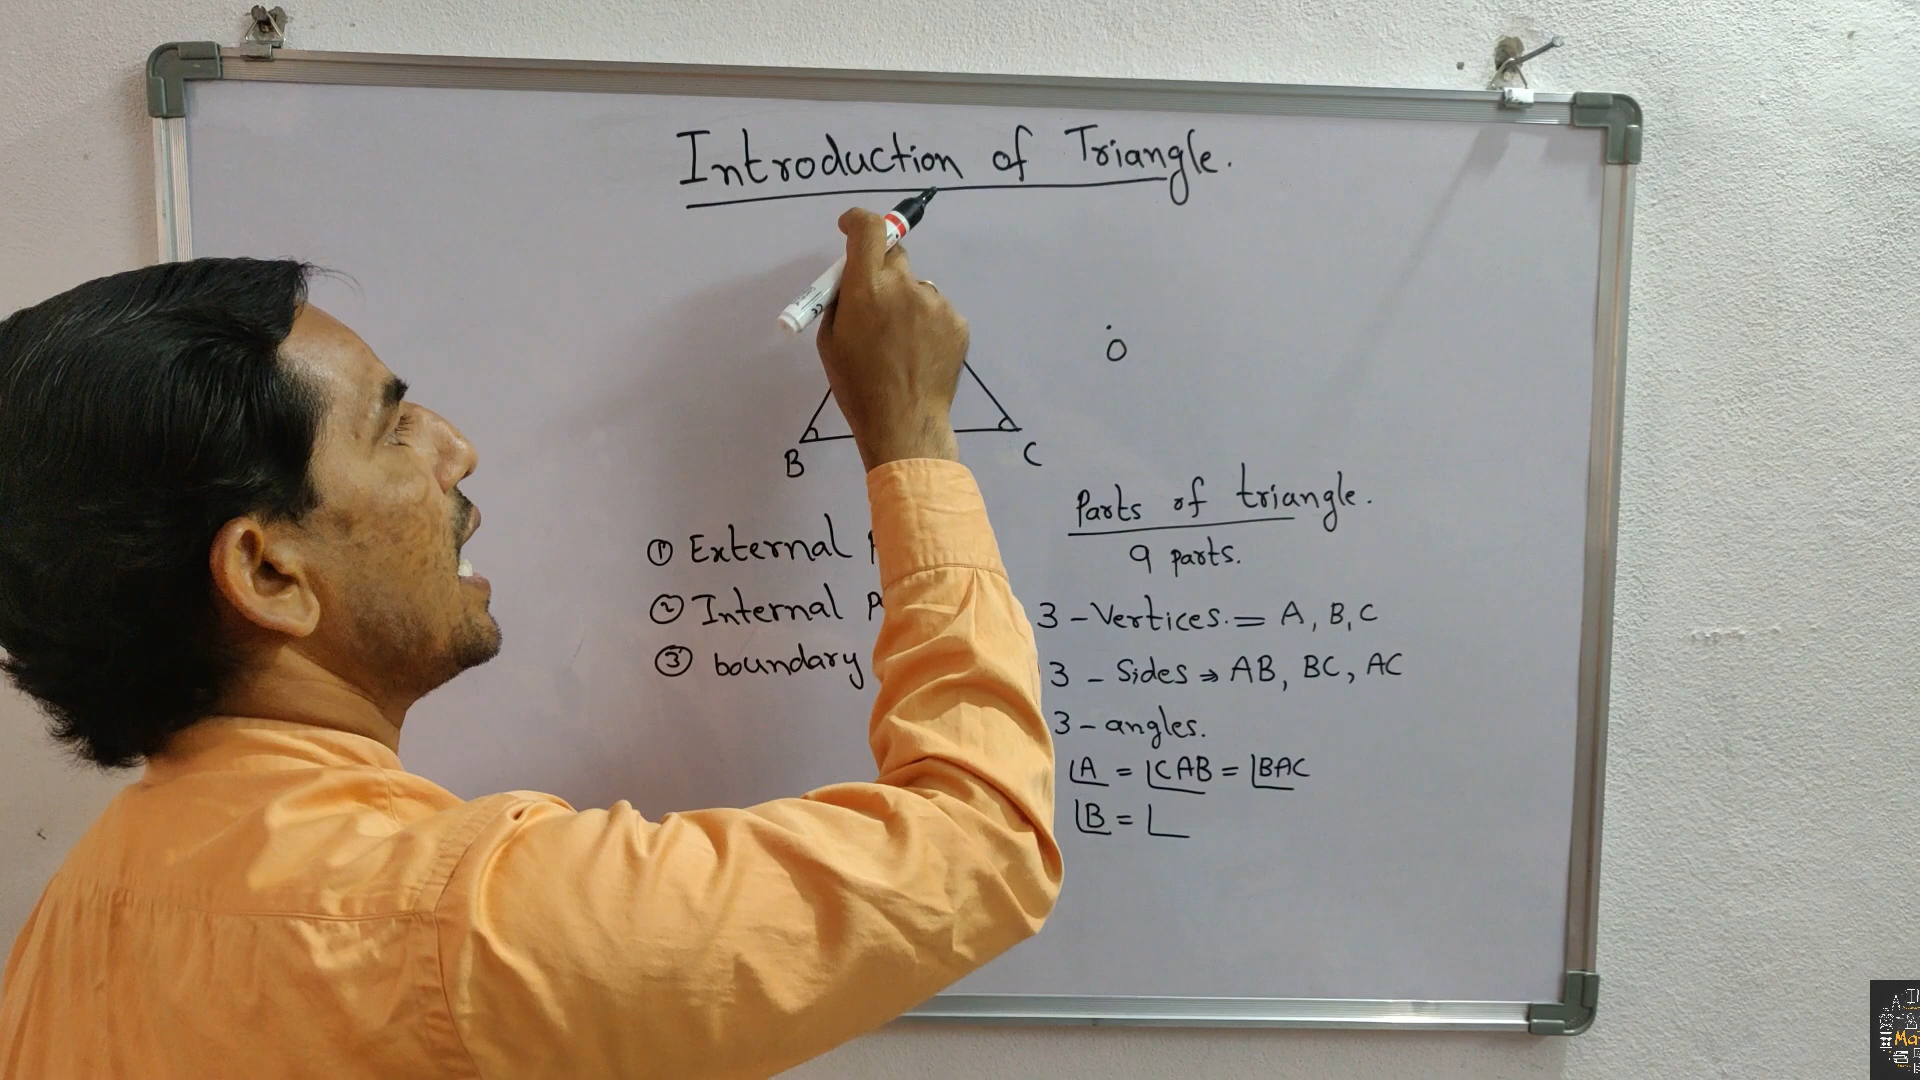 Introduction of Triangle.
O
B C
① External
② Internal
③ boundary
Parts of triangle.
9 parts.
3 - Vertices. = A, B, C
3 - Sides ⇒ AB, BC, AC
3 - angles.
∠A = ∠CAB = ∠BAC
∠B = ∠